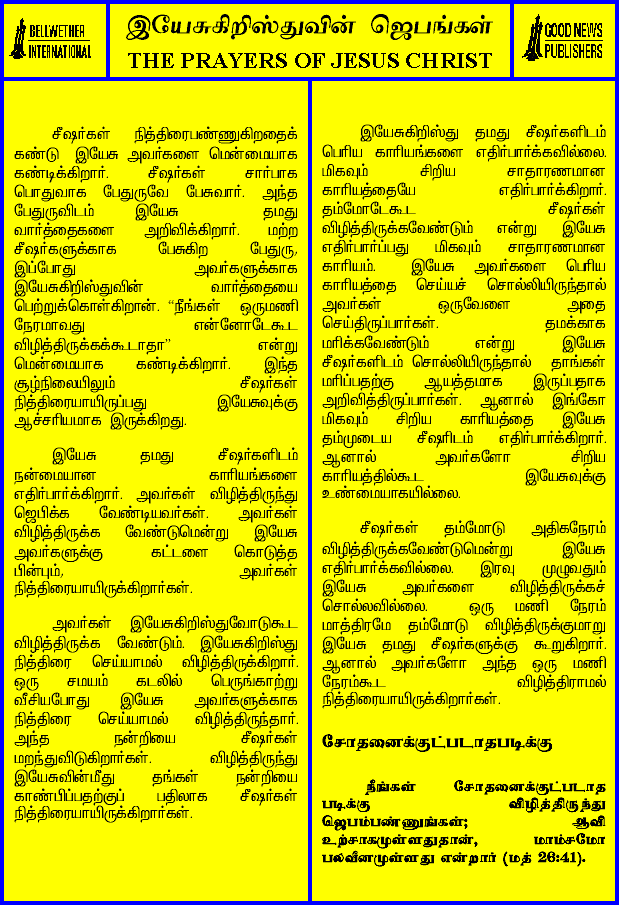 BELLWETHER
INTERNATIONAL
இயேசுகிறிஸ்துவின் ஜெபங்கள்
THE PRAYERS OF JESUS CHRIST
GOOD NEWS
PUBLISHERS
சீஷர்கள் நித்திரைபண்ணுகிறதைக்
கண்டு இயேசு அவர்களை மென்மையாக
கண்டிக்கிறார். சீஷர்கள் சார்பாக
பொதுவாக பேதுருவே பேசுவார். அந்த
பேதுருவிடம் இயேசு தமது
வார்த்தைகளை அறிவிக்கிறார். மற்ற
சீஷர்களுக்காக பேசுகிற பேதுரு,
இப்போது அவர்களுக்காக
இயேசுகிறிஸ்துவின் வார்த்தையை
பெற்றுக்கொள்கிறான். “நீங்கள் ஒருமணி
நேரமாவது என்னோடேகூட
விழித்திருக்கக்கூடாதா” என்று
மென்மையாக கண்டிக்கிறார். இந்த
சூழ்நிலையிலும் சீஷர்கள்
நித்திரையாயிருப்பது இயேசுவுக்கு
ஆச்சரியமாக இருக்கிறது.
இயேசு தமது சீஷர்களிடம்
நன்மையான காரியங்களை
எதிர்பார்க்கிறார். அவர்கள் விழித்திருந்து
ஜெபிக்க வேண்டியவர்கள். அவர்கள்
விழித்திருக்க வேண்டுமென்று இயேசு
அவர்களுக்கு கட்டளை கொடுத்த
பின்பும், அவர்கள்
நித்திரையாயிருக்கிறார்கள்.
அவர்கள் இயேசுகிறிஸ்துவோடுகூட
விழித்திருக்க வேண்டும். இயேசுகிறிஸ்து
நித்திரை செய்யாமல் விழித்திருக்கிறார்.
ஒரு சமயம் கடலில் பெருங்காற்று
வீசியபோது இயேசு அவர்களுக்காக
நித்திரை செய்யாமல் விழித்திருந்தார்.
அந்த நன்றியை சீஷர்கள்
மறந்துவிடுகிறார்கள். விழித்திருந்து
இயேசுவின்மீது தங்கள் நன்றியை
காண்பிப்பதற்குப் பதிலாக சீஷர்கள்
நித்திரையாயிருக்கிறார்கள்.
இயேசுகிறிஸ்து தமது சீஷர்களிடம்
பெரிய காரியங்களை எதிர்பார்க்கவில்லை.
மிகவும் சிறிய சாதாரணமான
காரியத்தையே எதிர்பார்க்கிறார்.
தம்மோடேகூட சீஷர்கள்
விழித்திருக்கவேண்டும் என்று இயேசு
எதிர்பார்ப்பது மிகவும் சாதாரணமான
காரியம். இயேசு அவர்களை பெரிய
காரியத்தை செய்யச் சொல்லியிருந்தால்
அவர்கள் ஒருவேளை அதை
செய்திருப்பார்கள். தமக்காக
மரிக்கவேண்டும் என்று இயேசு
சீஷர்களிடம் சொல்லியிருந்தால் தாங்கள்
மரிப்பதற்கு ஆயத்தமாக இருப்பதாக
அறிவித்திருப்பார்கள். ஆனால் இங்கோ
மிகவும் சிறிய காரியத்தை இயேசு
தம்முடைய சீஷரிடம் எதிர்பார்க்கிறார்.
ஆனால் அவர்களோ சிறிய
காரியத்தில்கூட இயேசுவுக்கு
உண்மையாகயில்லை.
சீஷர்கள் தம்மோடு அதிகநேரம்
விழித்திருக்கவேண்டுமென்று இயேசு
எதிர்பார்க்கவில்லை. இரவு முழுவதும்
இயேசு அவர்களை விழித்திருக்கச்
சொல்லவில்லை. ஒரு மணி நேரம்
மாத்திரமே தம்மோடு விழித்திருக்குமாறு
இயேசு தமது சீஷர்களுக்கு கூறுகிறார்.
ஆனால் அவர்களோ அந்த ஒரு மணி
நேரம்கூட விழித்திராமல்
நித்திரையாயிருக்கிறார்கள்.
சோதனைக்குட்படாதபடிக்கு
நீங்கள் சோதனைக்குட்படாத
படிக்கு விழித்திருந்து
ஜெபம்பண்ணுங்கள்; ஆவி
உற்சாகமுள்ளதுதான், மாம்சமோ
பலவீனமுள்ளது என்றார் (மத் 26:41).